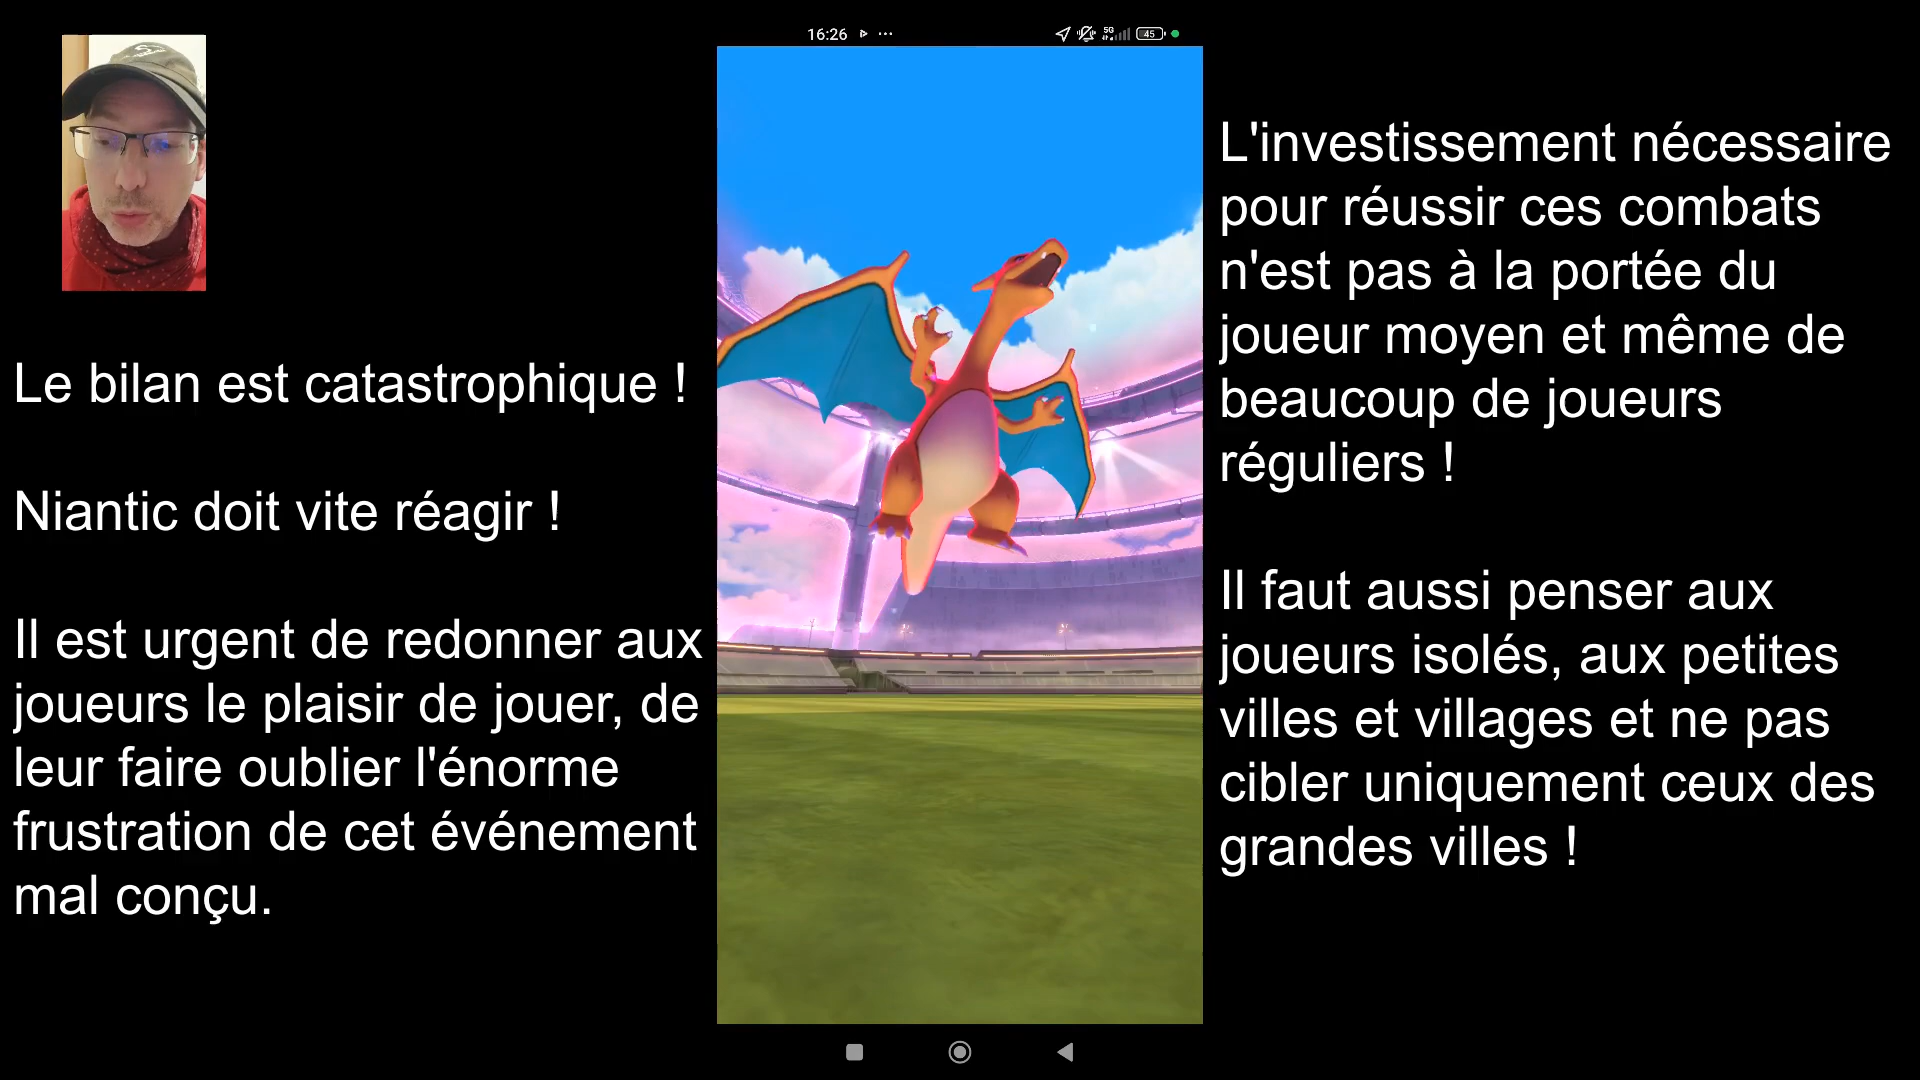 16:26
5G
45
Le bilan est catastrophique !
Niantic doit vite réagir !
Il est urgent de redonner aux
joueurs le plaisir de jouer, de
leur faire oublier l'énorme
frustration de cet événement
mal conçu.
L'investissement nécessaire
pour réussir ces combats
n'est pas à la portée du
joueur moyen et même de
beaucoup de joueurs
réguliers !
Il faut aussi penser aux
joueurs isolés, aux petites
villes et villages et ne pas
cibler uniquement ceux des
grandes villes !